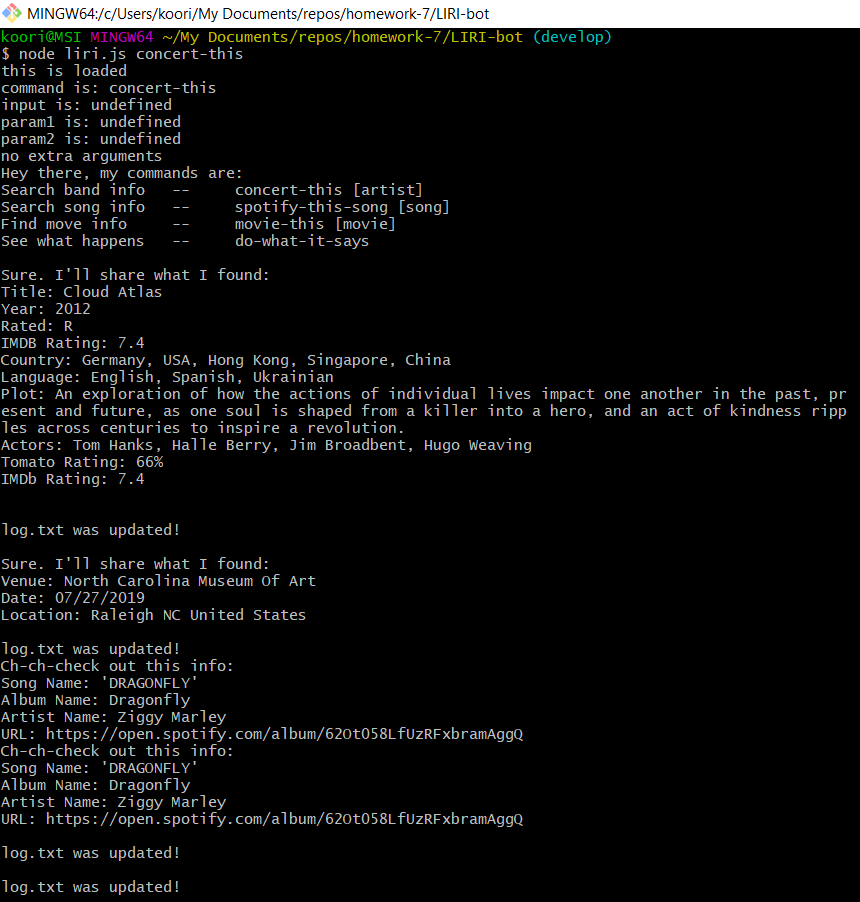 MINGW64:/c/Users/koori/My Documents/repos/homework-7/LIRI-bot
koori@MSI MINGW64 ~/My Documents/repos/homework-7/LIRI-bot (develop)
$ node liri.js concert-this
this is loaded
command is: concert-this
input is: undefined
param1 is: undefined
param2 is: undefined
no extra arguments
Hey there, my commands are:
Search band info   --     concert-this [artist]
Search song info   --     spotify-this-song [song]
Find move info     --     movie-this [movie]
See what happens   --     do-what-it-says
Sure. I'll share what I found:
Title: Cloud Atlas
Year: 2012
Rated: R
IMDB Rating: 7.4
Country: Germany, USA, Hong Kong, Singapore, China
Language: English, Spanish, Ukrainian
Plot: An exploration of how the actions of individual lives impact one another in the past, pr
esent and future, as one soul is shaped from a killer into a hero, and an act of kindness ripp
les across centuries to inspire a revolution.
Actors: Tom Hanks, Halle Berry, Jim Broadbent, Hugo Weaving
Tomato Rating: 66%
IMDb Rating: 7.4
log.txt was updated!
Sure. I'll share what I found:
Venue: North Carolina Museum Of Art
Date: 07/27/2019
Location: Raleigh NC United States
log.txt was updated!
Ch-ch-check out this info:
Song Name: 'DRAGONFLY'
Album Name: Dragonfly
Artist Name: Ziggy Marley
URL: https://open.spotify.com/album/62Ot058LfUzRFxbramAggQ
Ch-ch-check out this info:
Song Name: 'DRAGONFLY'
Album Name: Dragonfly
Artist Name: Ziggy Marley
URL: https://open.spotify.com/album/62Ot058LfUzRFxbramAggQ
log.txt was updated!
log.txt was updated!